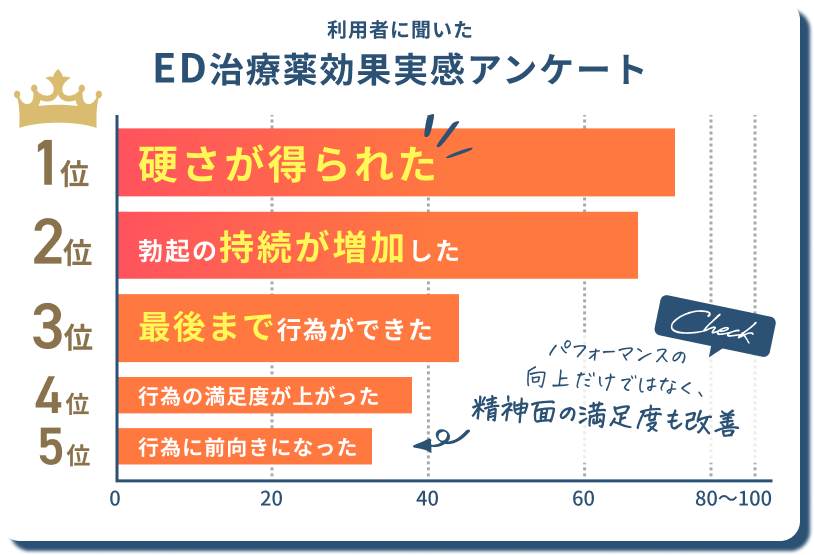 利用者に聞いた
ED治療薬効果実感アンケート
1位
硬さが得られた
2位
勃起の持続が増加した
3位
最後まで行為ができた
Check
パフォーマンスの
向上だけではなく、
精神面の満足度も改善
4位
行為の満足度が上がった
5位
行為に前向きになった
0 20 40 60 80〜100